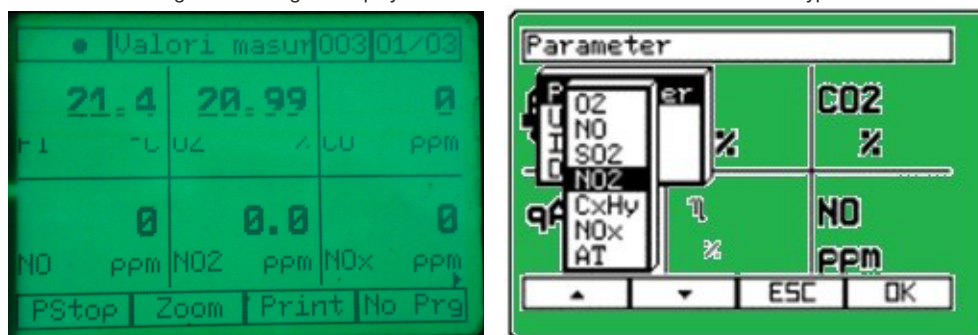 Valori masur 003 01/03
21.4 20.99 0
°C O2 % CO ppm
0 0.0 0
NO ppm NO2 ppm NOx ppm
PStop Zoom Print No Prg
Parameter
O2
NO
SO2
NO2
CxHy
NOx
AT
%
CO2
%
qA
η
%
NO
ppm
ESC OK